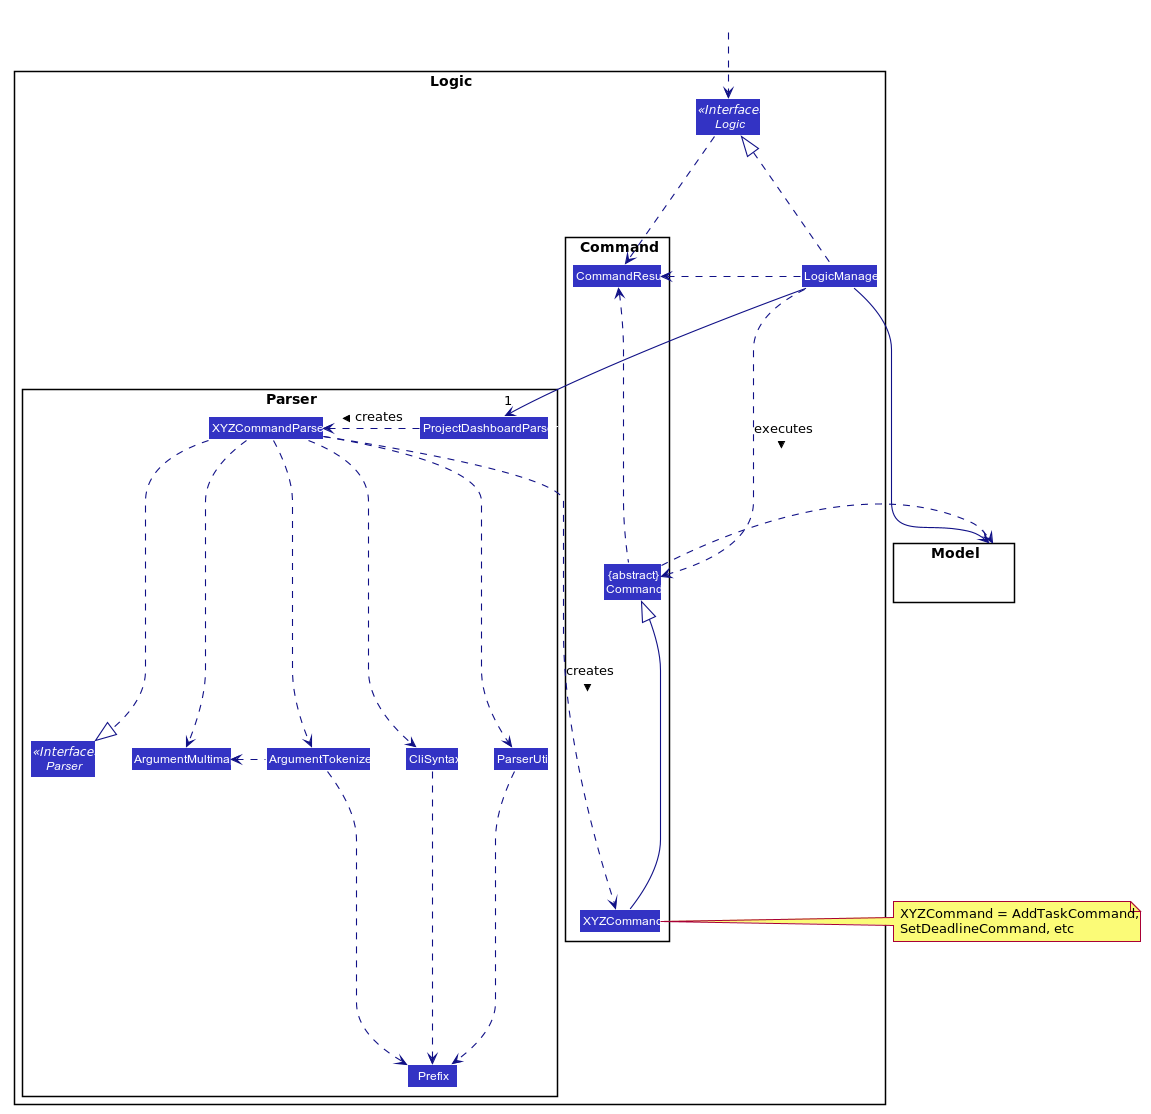 Logic
«Interface
Logic
Command
CommandResu
LogicManage
Parser
1
XYZCommandParse
◄ creates
ProjectDashboardPars
executes
▼
Model
{abstract}
Command
creates
▼
«Interface
Parser
ArgumentMultima
ArgumentTokenize
CliSyntax
ParserUti
XYZCommand
XYZCommand = AddTaskCommand,
SetDeadlineCommand, etc
Prefix